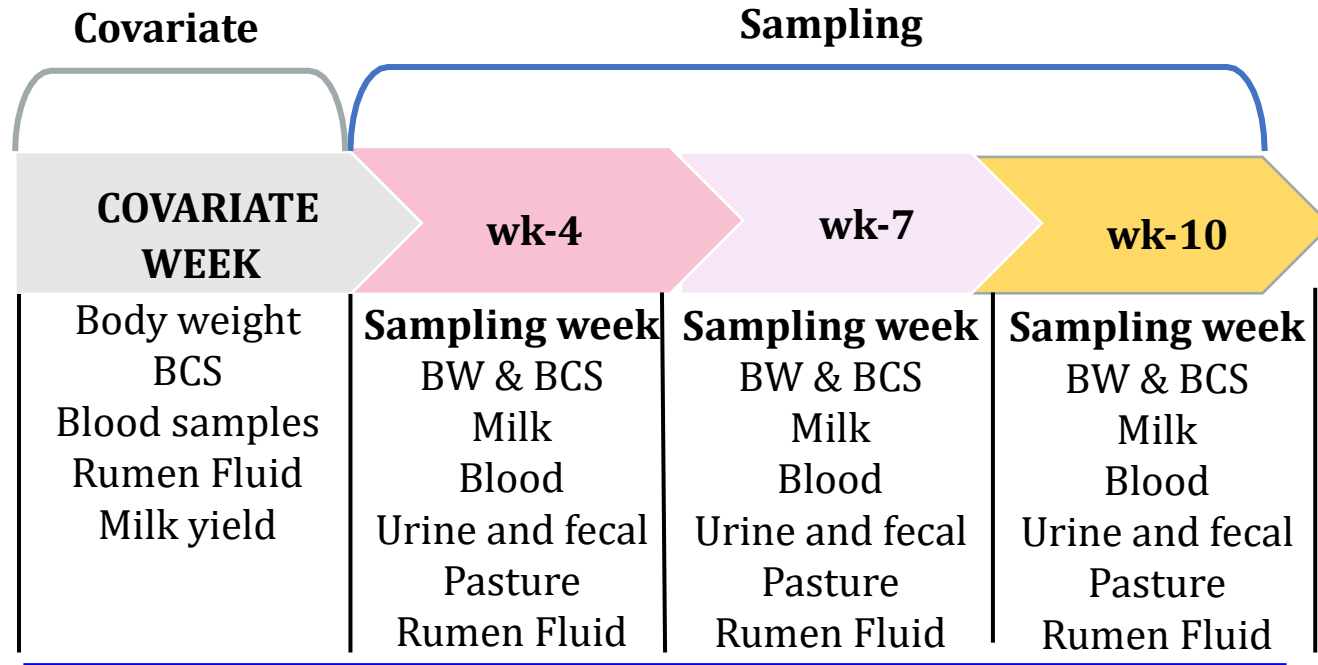 Covariate
Sampling
COVARIATE
WEEK
wk-4
wk-7
wk-10
Body weight
BCS
Blood samples
Rumen Fluid
Milk yield
Sampling week
BW & BCS
Milk
Blood
Urine and fecal
Pasture
Rumen Fluid
Sampling week
BW & BCS
Milk
Blood
Urine and fecal
Pasture
Rumen Fluid
Sampling week
BW & BCS
Milk
Blood
Urine and fecal
Pasture
Rumen Fluid